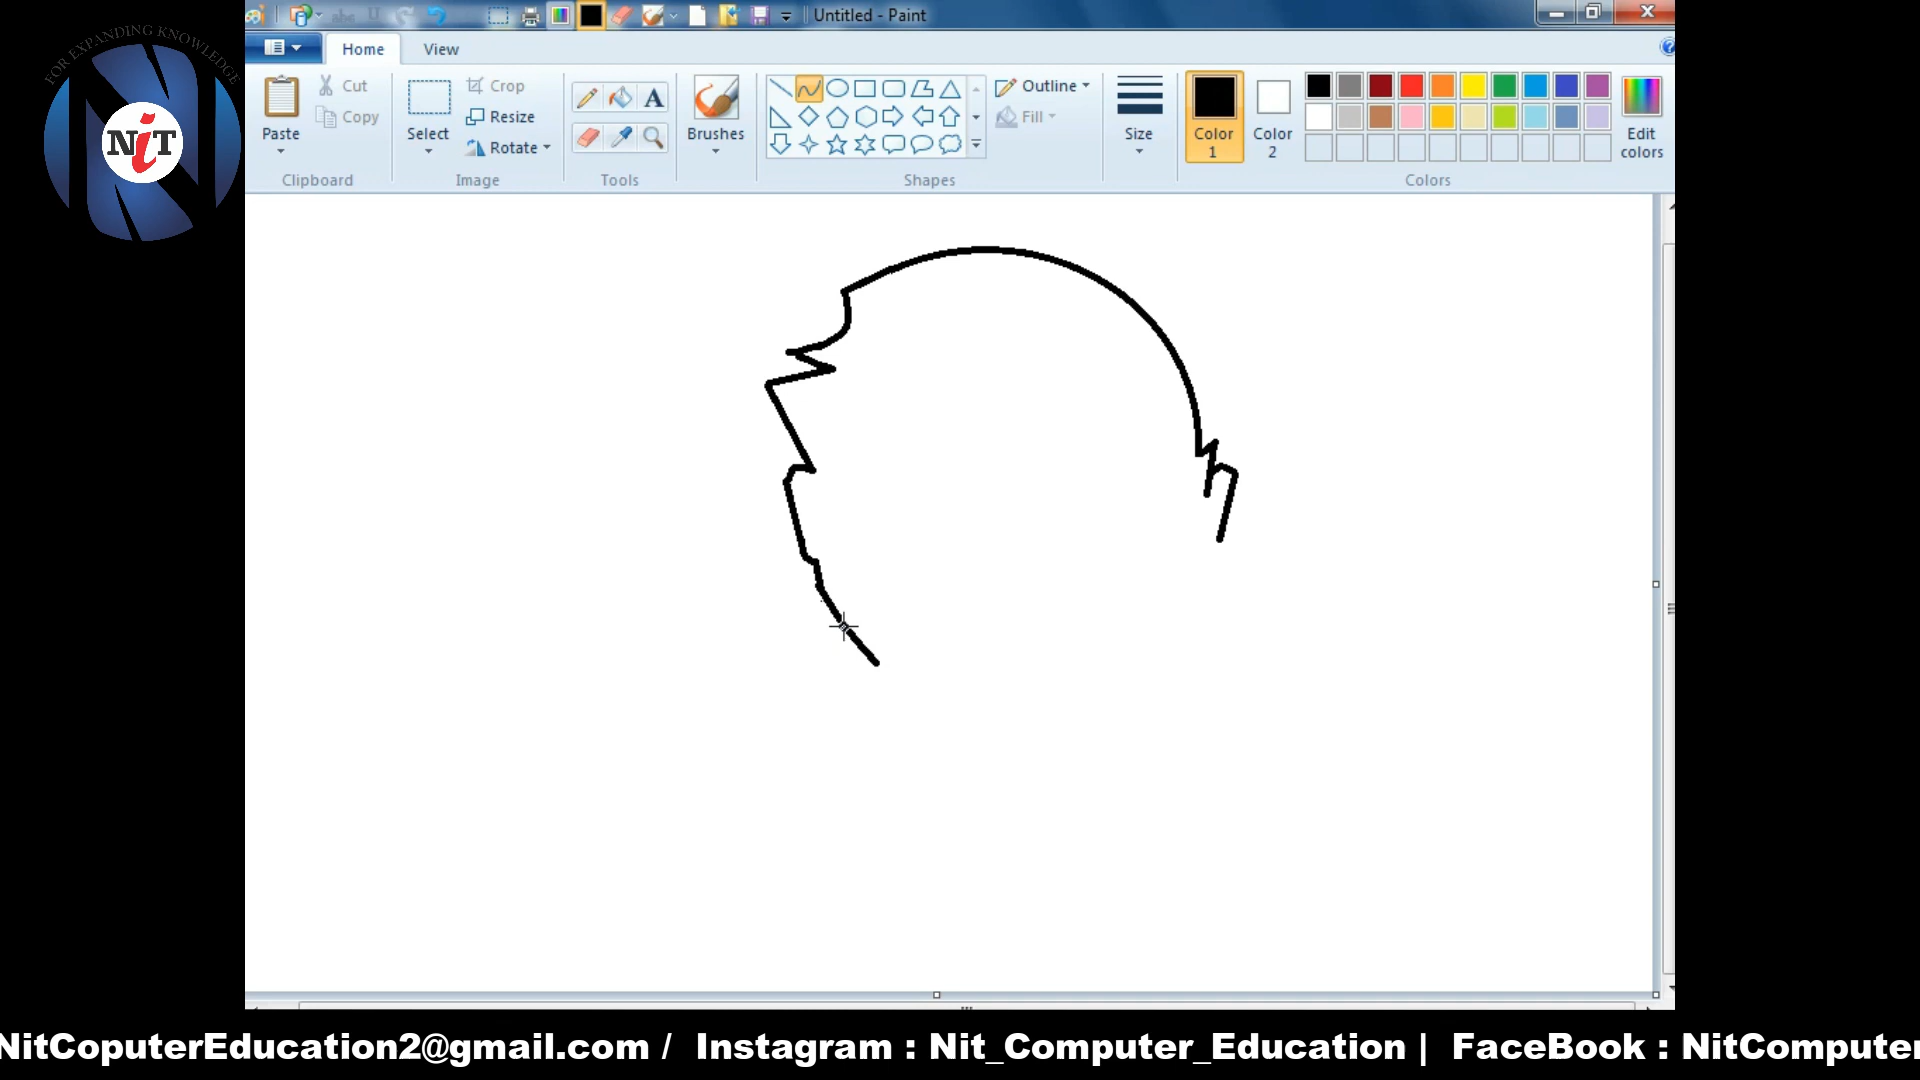 FOR EXPANDING KNOWLEDGE
NiT
Untitled - Paint
Home View
Cut
Copy
Paste
Clipboard
Crop
Resize
Rotate
Select
Image
A
Tools
Brushes
Outline
Fill
Shapes
Size
Color 1
Color 2
Edit colors
Colors
NitCoputerEducation2@gmail.com / Instagram : Nit_Computer_Education | FaceBook : NitComputer